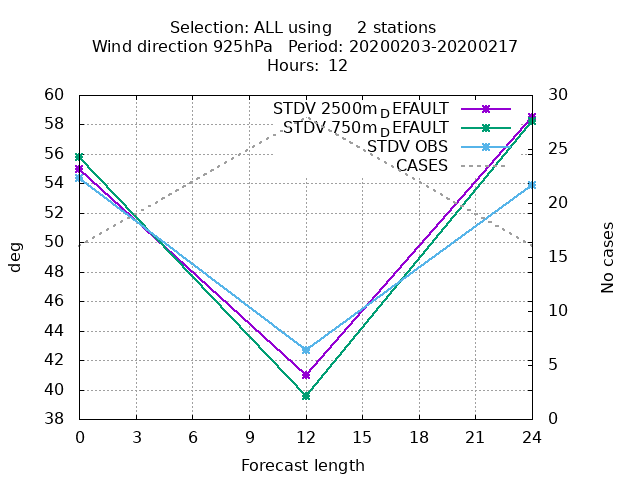 Selection: ALL using     2 stations
Wind direction 925hPa   Period: 20200203-20200217
Hours:  12
60
58
56
54
52
50
48
46
44
42
40
38
deg
STDV 2500m_DEFAULT
STDV 750m_DEFAULT
STDV OBS
CASES
30
25
20
15
10
5
0
No cases
0 3 6 9 12 15 18 21 24
Forecast length